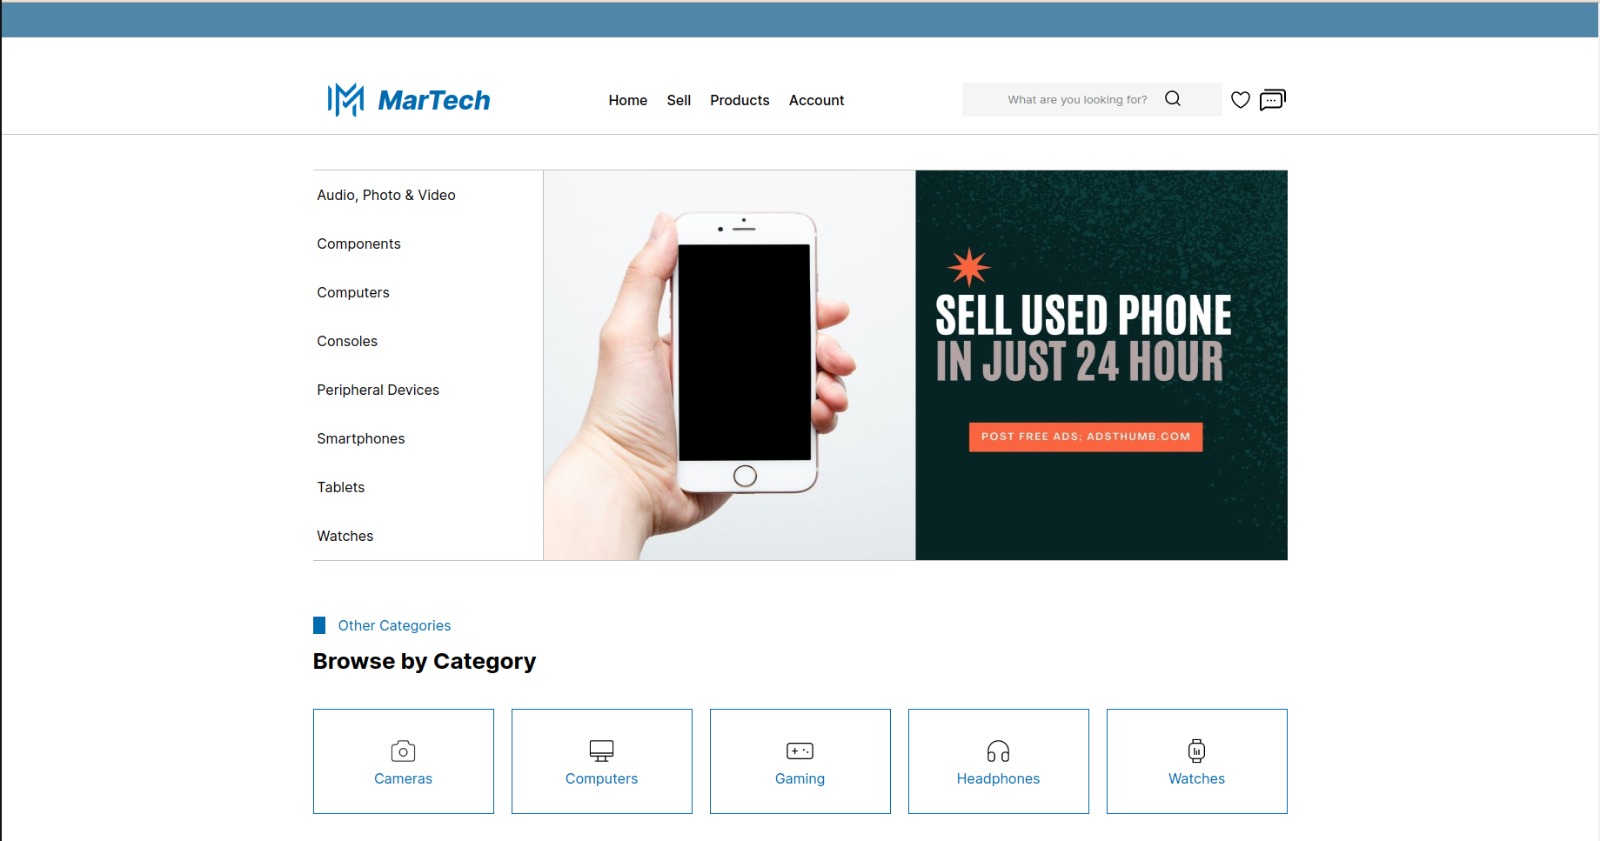 MarTech
Home Sell Products Account
What are you looking for?
Audio, Photo & Video
Components
Computers
Consoles
Peripheral Devices
Smartphones
Tablets
Watches
SELL USED PHONE
IN JUST 24 HOUR
POST FREE ADS; ADSTHUMB.COM
Other Categories
Browse by Category
Cameras Computers Gaming Headphones Watches